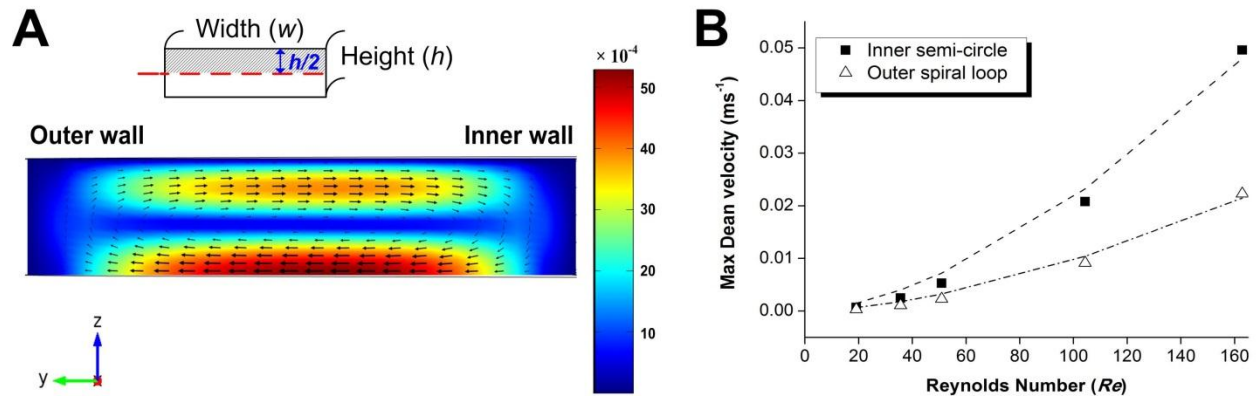 A
Width (w)
h/2
Height (h)
Outer wall
Inner wall
× 10-4
50
40
30
20
10
z
y
B
Inner semi-circle
Outer spiral loop
Max Dean velocity (ms-1)
0.05
0.04
0.03
0.02
0.01
0.00
0 20 40 60 80 100 120 140 160
Reynolds Number (Re)